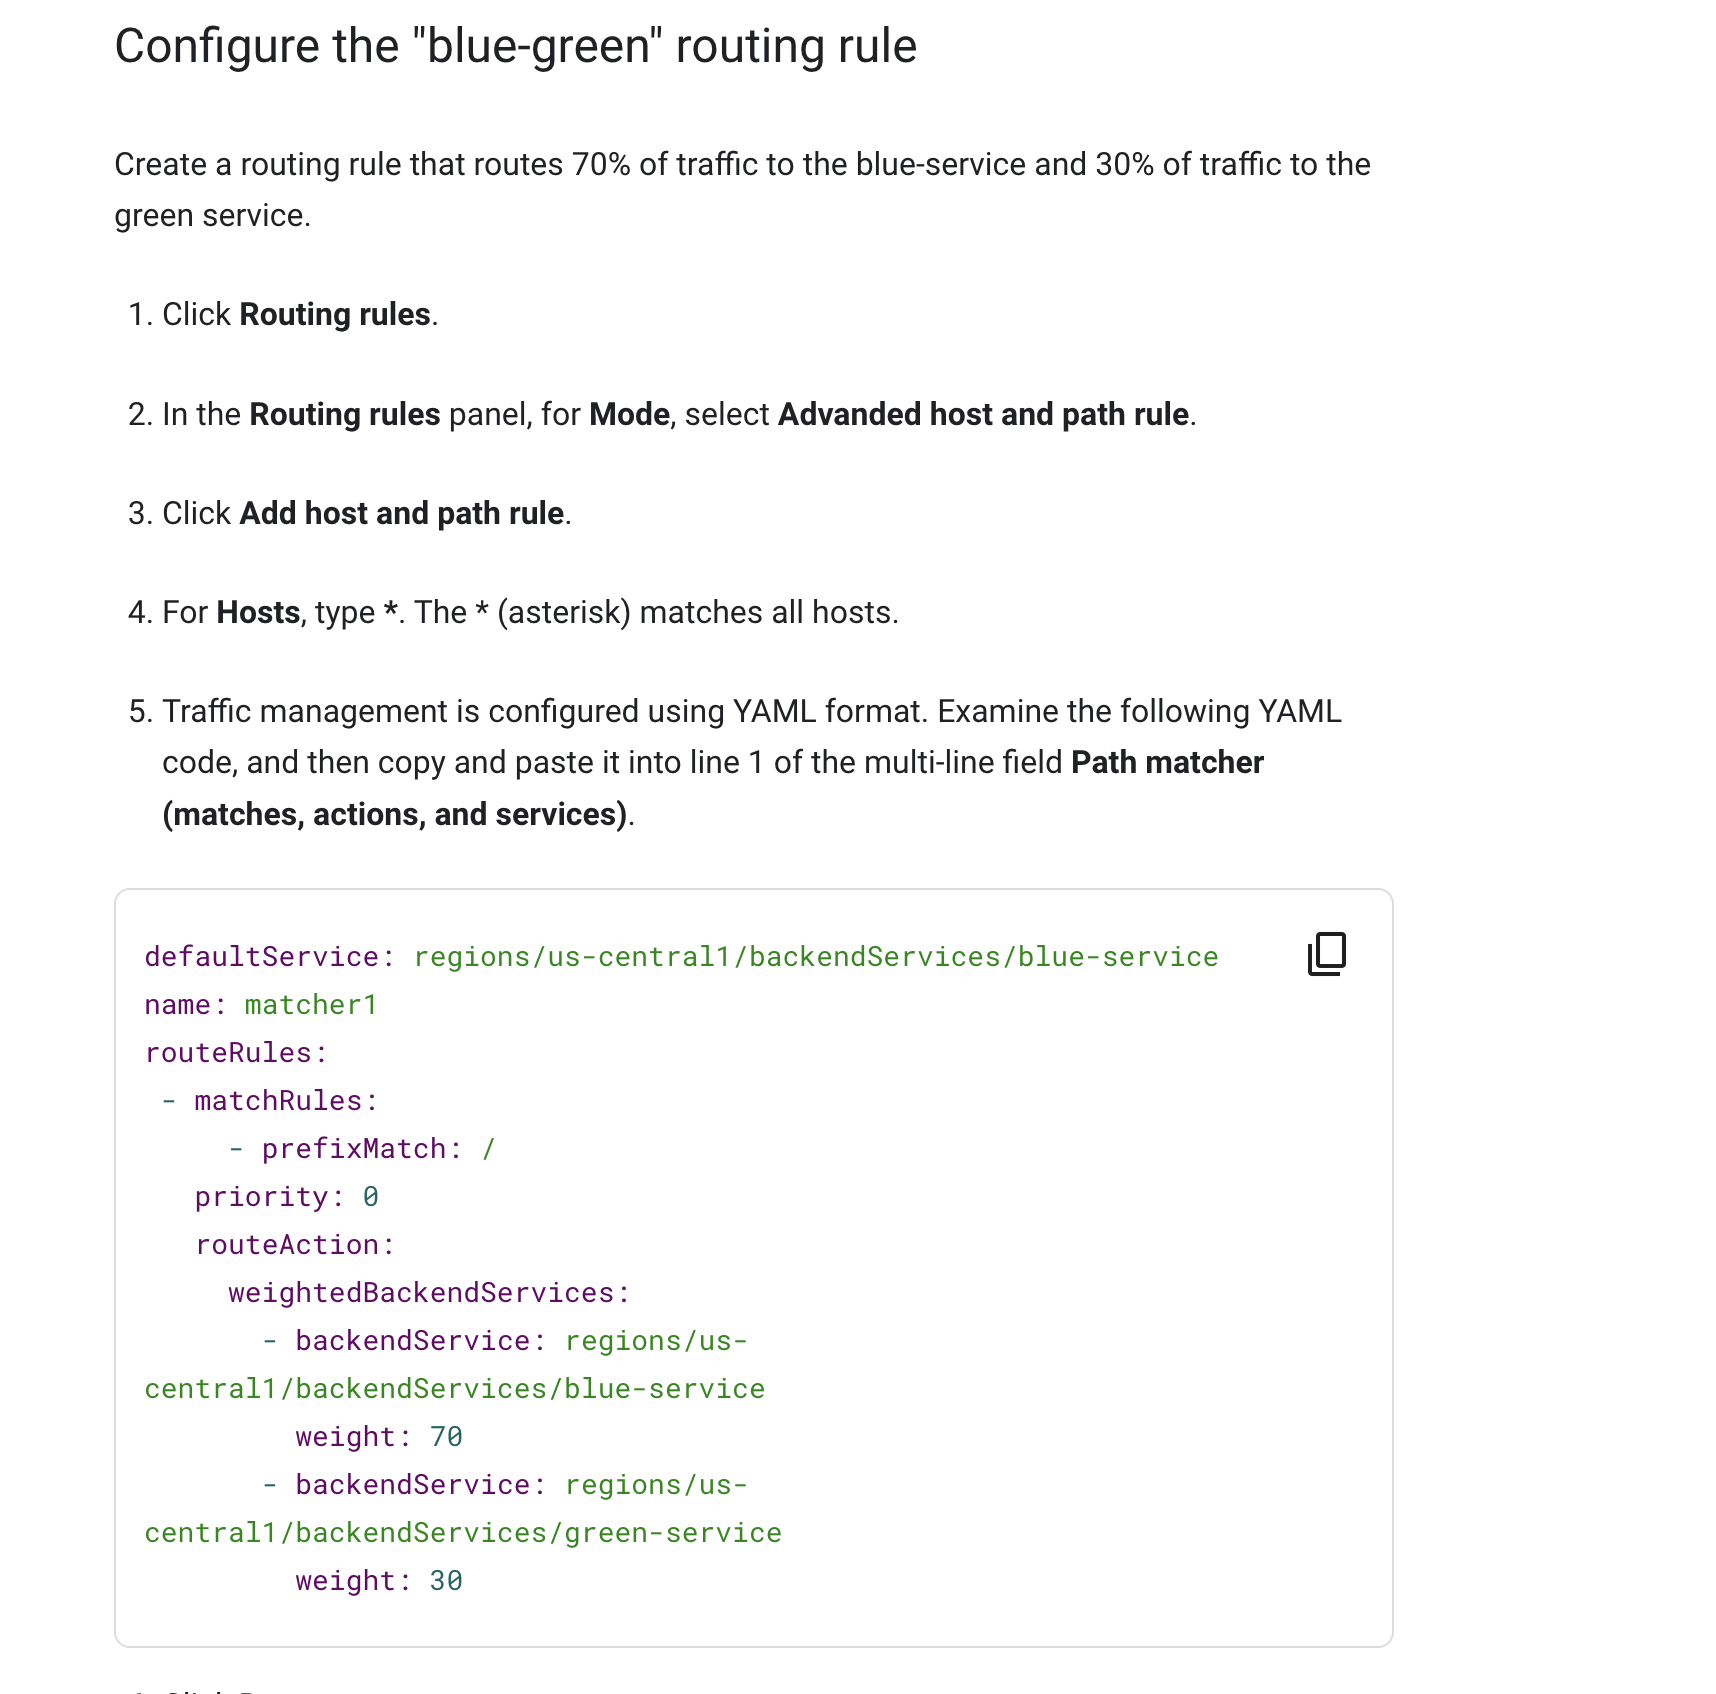 Configure the "blue-green" routing rule
Create a routing rule that routes 70% of traffic to the blue-service and 30% of traffic to the
green service.
1. Click Routing rules.
2. In the Routing rules panel, for Mode, select Advanded host and path rule.
3. Click Add host and path rule.
4. For Hosts, type *. The * (asterisk) matches all hosts.
5. Traffic management is configured using YAML format. Examine the following YAML
code, and then copy and paste it into line 1 of the multi-line field Path matcher
(matches, actions, and services).
defaultService: regions/us-central1/backendServices/blue-service
name: matcher1
routeRules:
 - matchRules:
     - prefixMatch: /
   priority: 0
   routeAction:
     weightedBackendServices:
       - backendService: regions/us-
central1/backendServices/blue-service
         weight: 70
       - backendService: regions/us-
central1/backendServices/green-service
         weight: 30